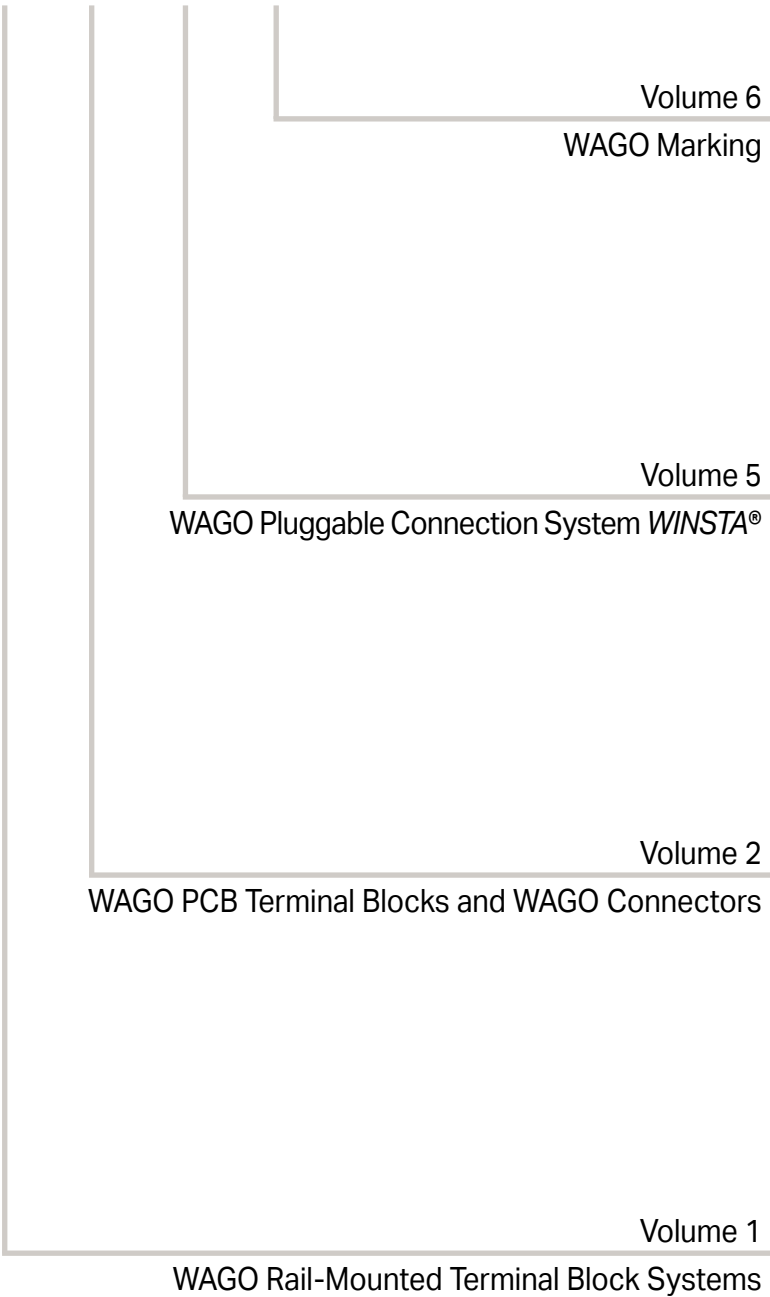 Volume 6
WAGO Marking
Volume 5
WAGO Pluggable Connection System WINSTA®
Volume 2
WAGO PCB Terminal Blocks and WAGO Connectors
Volume 1
WAGO Rail-Mounted Terminal Block Systems